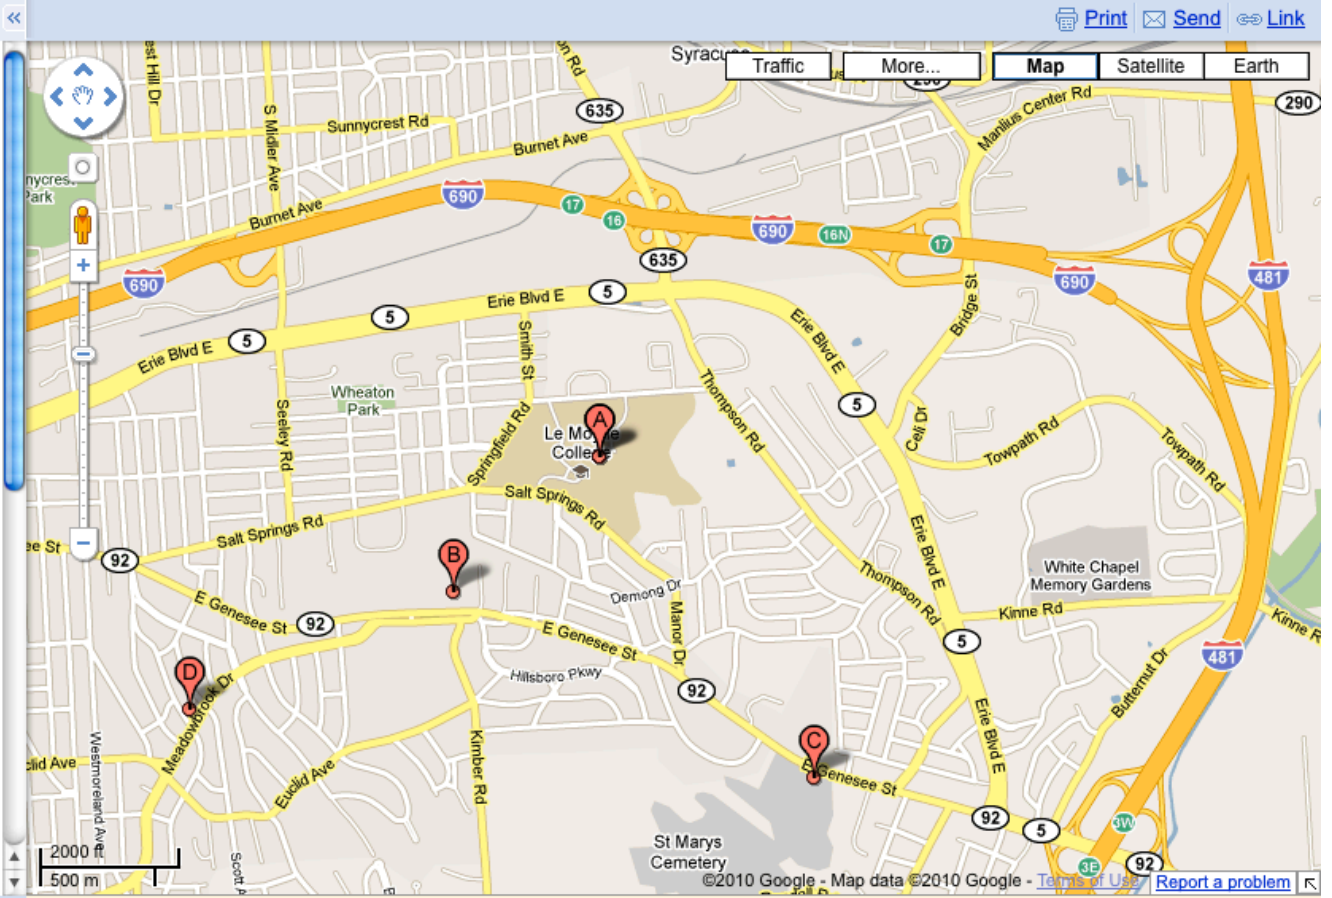 «
Print
Send
Link
Traffic
More...
Map
Satellite
Earth
Syracuse
Sunnycrest Rd
Burnet Ave
635
Manlius Center Rd
290
S Midler Ave
Park
Burnet Ave
690
17
16
690
16N
17
690
481
690
635
5
Erie Blvd E
5
5
Erie Blvd E
Erie Blvd E
Bridge St
Smith St
Wheaton
Park
Seeley Rd
Springfield Rd
A
Le Moyne
College
Thompson Rd
5
Celi Dr
Towpath Rd
Towpath Rd
Salt Springs Rd
Salt Springs Rd
92
B
Erie Blvd E
White Chapel
Memory Gardens
Thompson Rd
Demong Dr
E Genesee St
92
Manor Dr
E Genesee St
Kinne Rd
5
Kinne R
481
Hillsboro Pkwy
92
D
Meadowbrook Dr
Butternut Dr
Erie Blvd E
Kimber Rd
C
E Genesee St
Euclid Ave
Westmoreland Ave
92
5
3W
3E
92
St Marys
Cemetery
2000 ft
500 m
©2010 Google - Map data ©2010 Google - Terms of Use
Report a problem